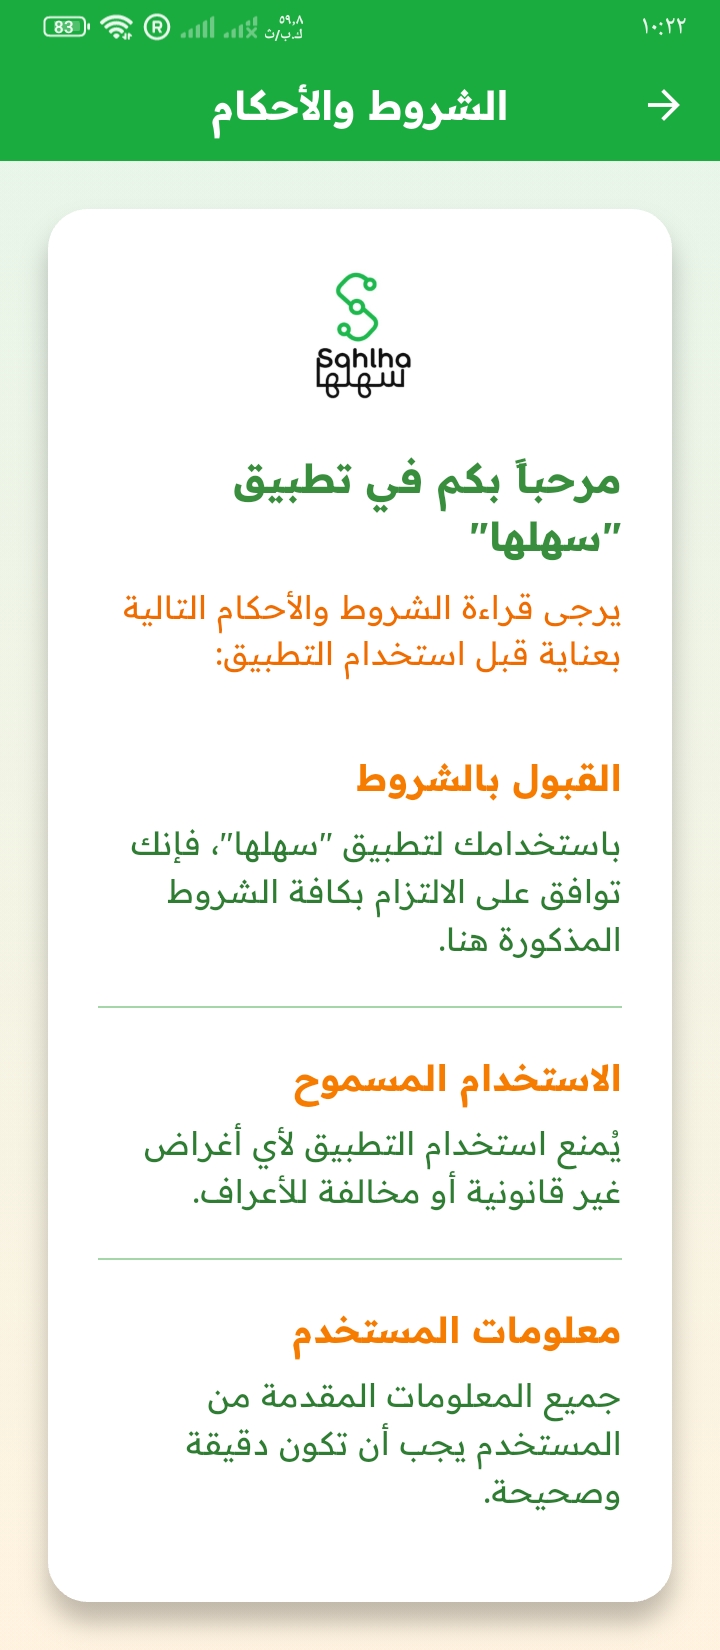 83
R
٥٩,٨
ك.ب/ث
١٠:٢٢
الشروط والأحكام
Sahlha
سهلها
مرحباً بكم في تطبيق
"سهلها"
يرجى قراءة الشروط والأحكام التالية
بعناية قبل استخدام التطبيق:
القبول بالشروط
باستخدامك لتطبيق "سهلها"، فإنك
توافق على الالتزام بكافة الشروط
المذكورة هنا.
الاستخدام المسموح
يُمنع استخدام التطبيق لأي أغراض
غير قانونية أو مخالفة للأعراف.
معلومات المستخدم
جميع المعلومات المقدمة من
المستخدم يجب أن تكون دقيقة
وصحيحة.